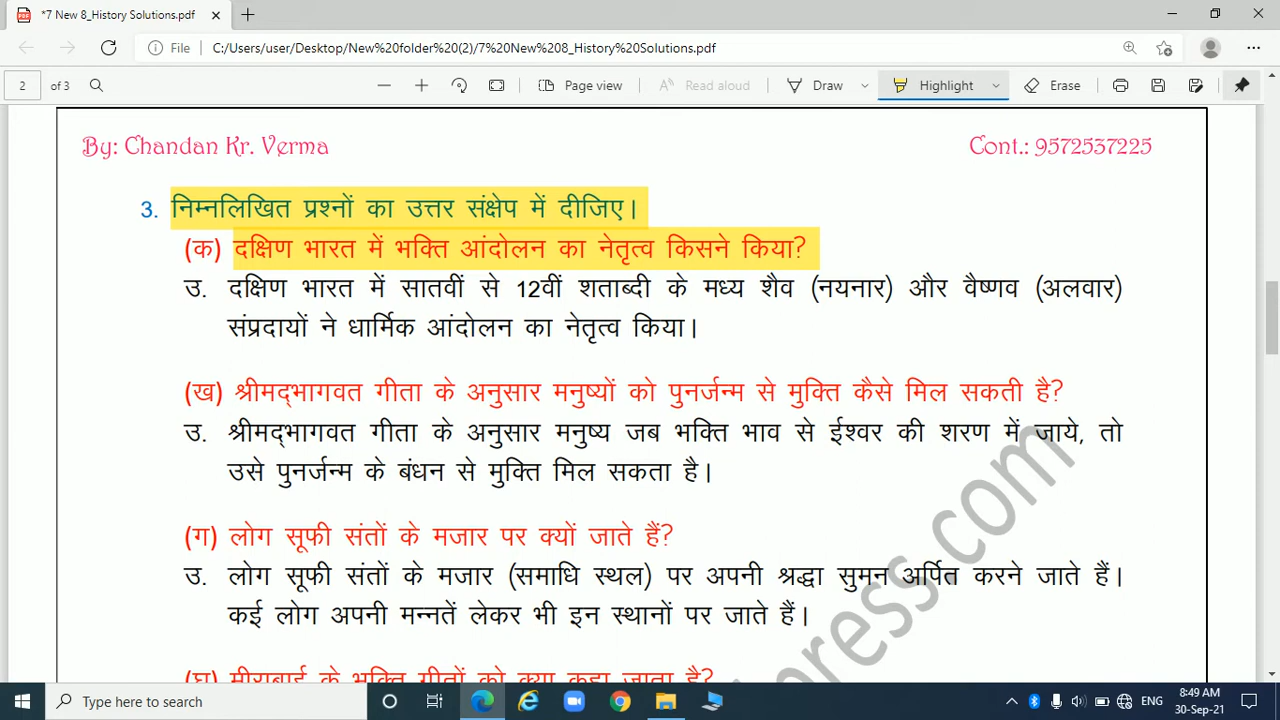 *7 New 8_History Solutions.pdf
File C:/Users/user/Desktop/New%20folder%20(2)/7%20New%208_History%20Solutions.pdf
2 of 3 Page view Read aloud Draw Highlight Erase
By: Chandan Kr. Verma Cont.: 9572537225
3. निम्नलिखित प्रश्नों का उत्तर संक्षेप में दीजिए।
(क) दक्षिण भारत में भक्ति आंदोलन का नेतृत्व किसने किया?
उ. दक्षिण भारत में सातवीं से 12वीं शताब्दी के मध्य शैव (नयनार) और वैष्णव (अलवार)
संप्रदायों ने धार्मिक आंदोलन का नेतृत्व किया।
(ख) श्रीमद्भागवत गीता के अनुसार मनुष्यों को पुनर्जन्म से मुक्ति कैसे मिल सकती है?
उ. श्रीमद्भागवत गीता के अनुसार मनुष्य जब भक्ति भाव से ईश्वर की शरण में जाये, तो
उसे पुनर्जन्म के बंधन से मुक्ति मिल सकता है।
(ग) लोग सूफी संतों के मजार पर क्यों जाते हैं?
उ. लोग सूफी संतों के मजार (समाधि स्थल) पर अपनी श्रद्धा सुमन अर्पित करने जाते हैं।
कई लोग अपनी मन्नतें लेकर भी इन स्थानों पर जाते हैं।
(घ) मीराबाई के भक्ति गीतों को क्या कहा जाता है?
ress.com
Type here to search ENG 8:49 AM
30-Sep-21